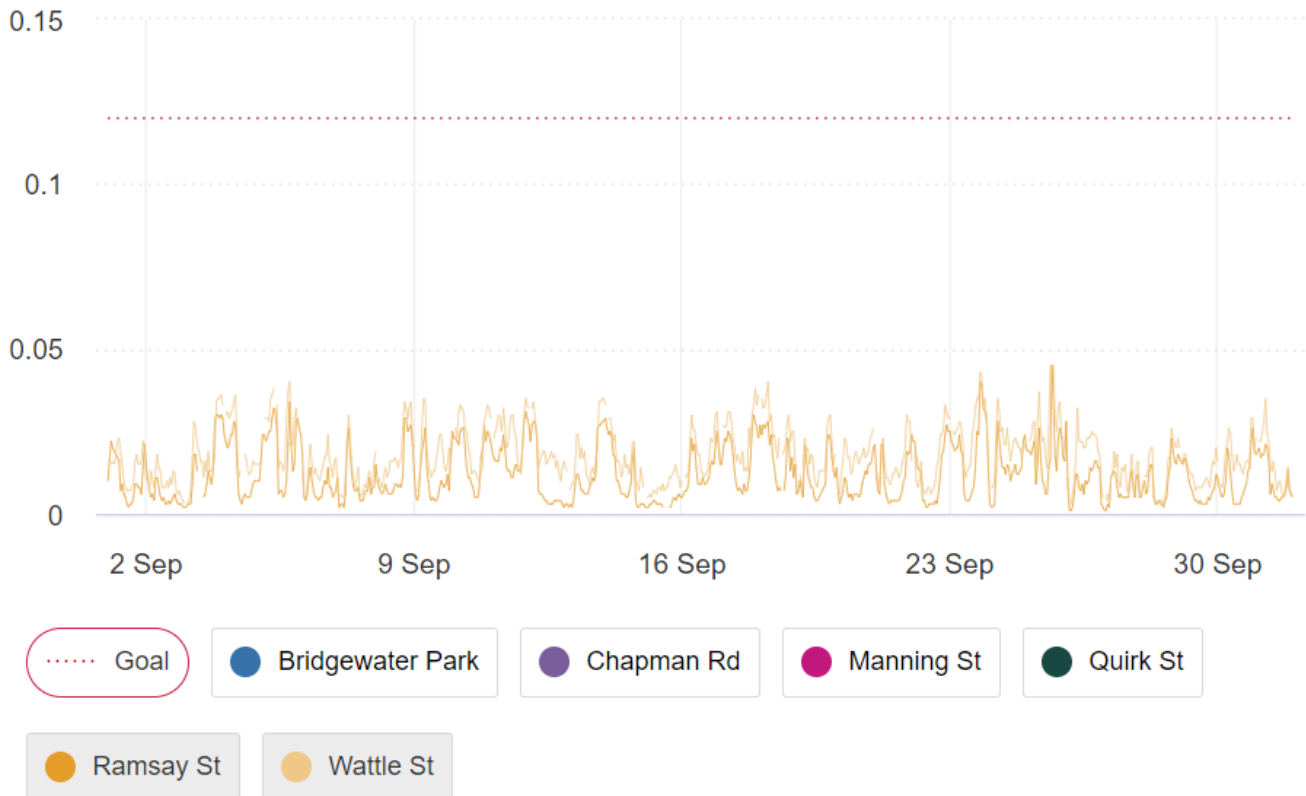 0.15
0.1
0.05
0
2 Sep 9 Sep 16 Sep 23 Sep 30 Sep
Goal Bridgewater Park Chapman Rd Manning St Quirk St
Ramsay St Wattle St